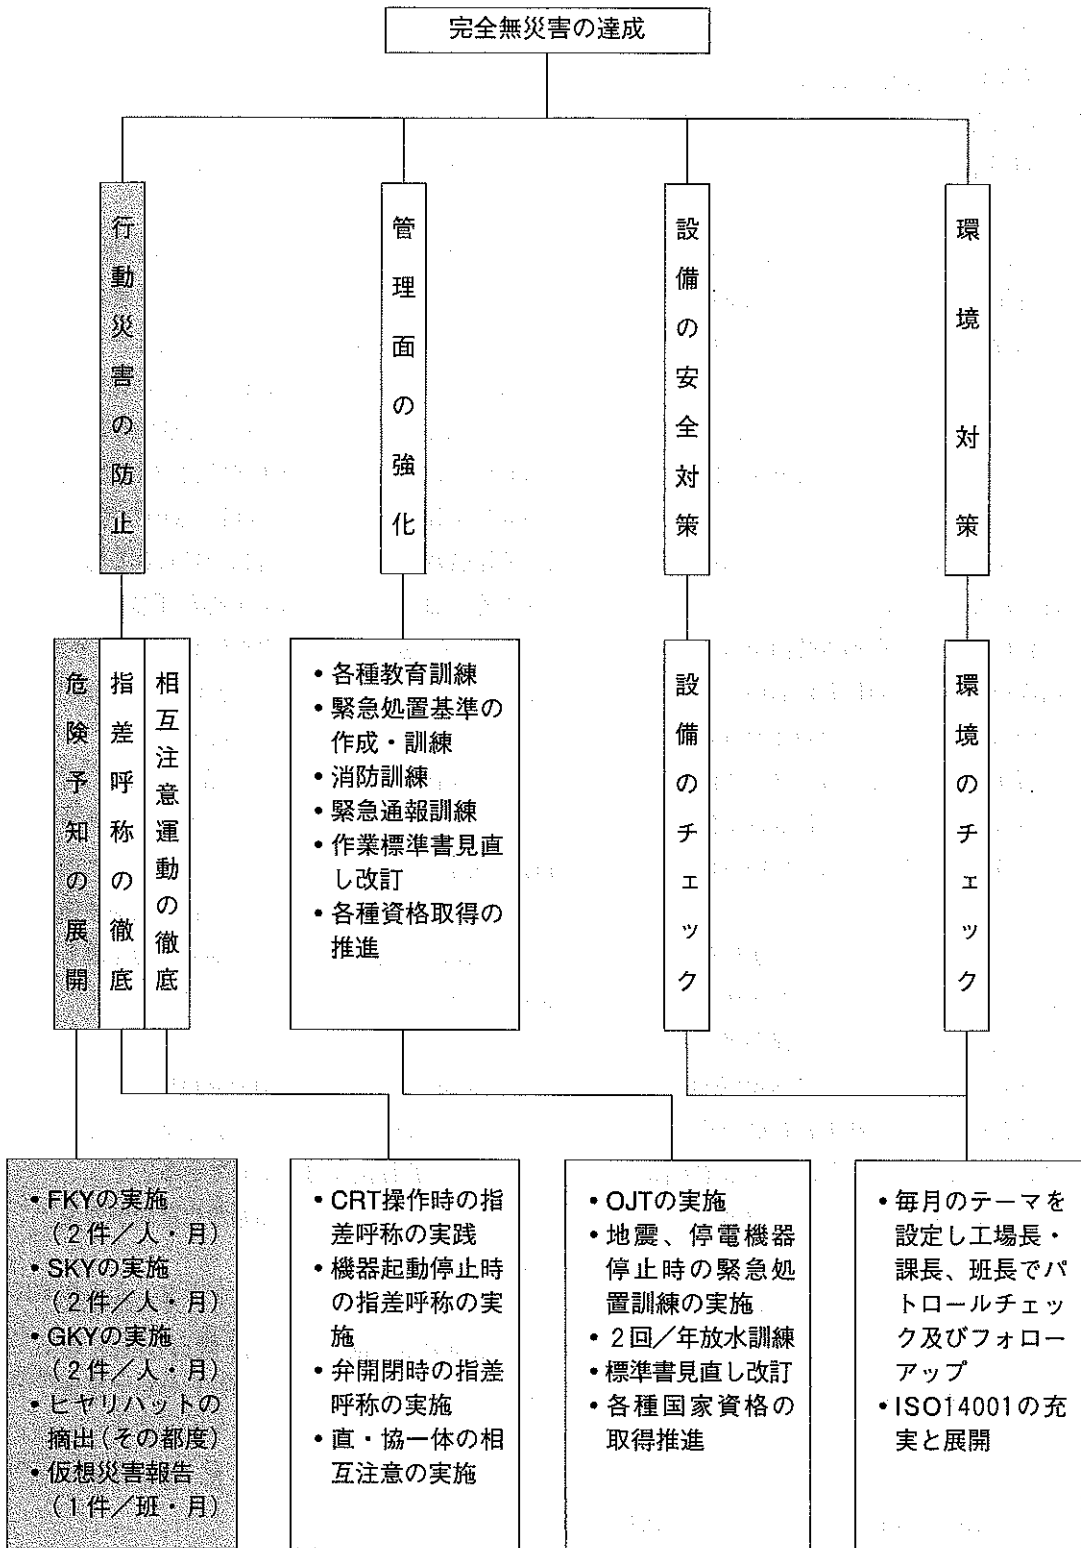 完全無災害の達成
行動災害の防止
管理面の強化
設備の安全対策
環境対策
危険予知の展開
指差呼称の徹底
相互注意運動の徹底
• 各種教育訓練
• 緊急処置基準の
作成・訓練
• 消防訓練
• 緊急通報訓練
• 作業標準書見直
し改訂
• 各種資格取得の
推進
設備のチェック
環境のチェック
• FKYの実施
（2件／人・月）
• SKYの実施
（2件／人・月）
• GKYの実施
（2件／人・月）
• ヒヤリハットの
摘出（その都度）
• 仮想災害報告
（1件／班・月）
• CRT操作時の指
差呼称の実践
• 機器起動停止時
の指差呼称の実
施
• 弁開閉時の指差
呼称の実施
• 直・協一体の相
互注意の実施
• OJTの実施
• 地震、停電機器
停止時の緊急処
置訓練の実施
• 2回／年放水訓練
• 標準書見直し改訂
• 各種国家資格の
取得推進
• 毎月のテーマを
設定し工場長・
課長、班長でパ
トロールチェッ
ク及びフォロー
アップ
• ISO14001の充
実と展開